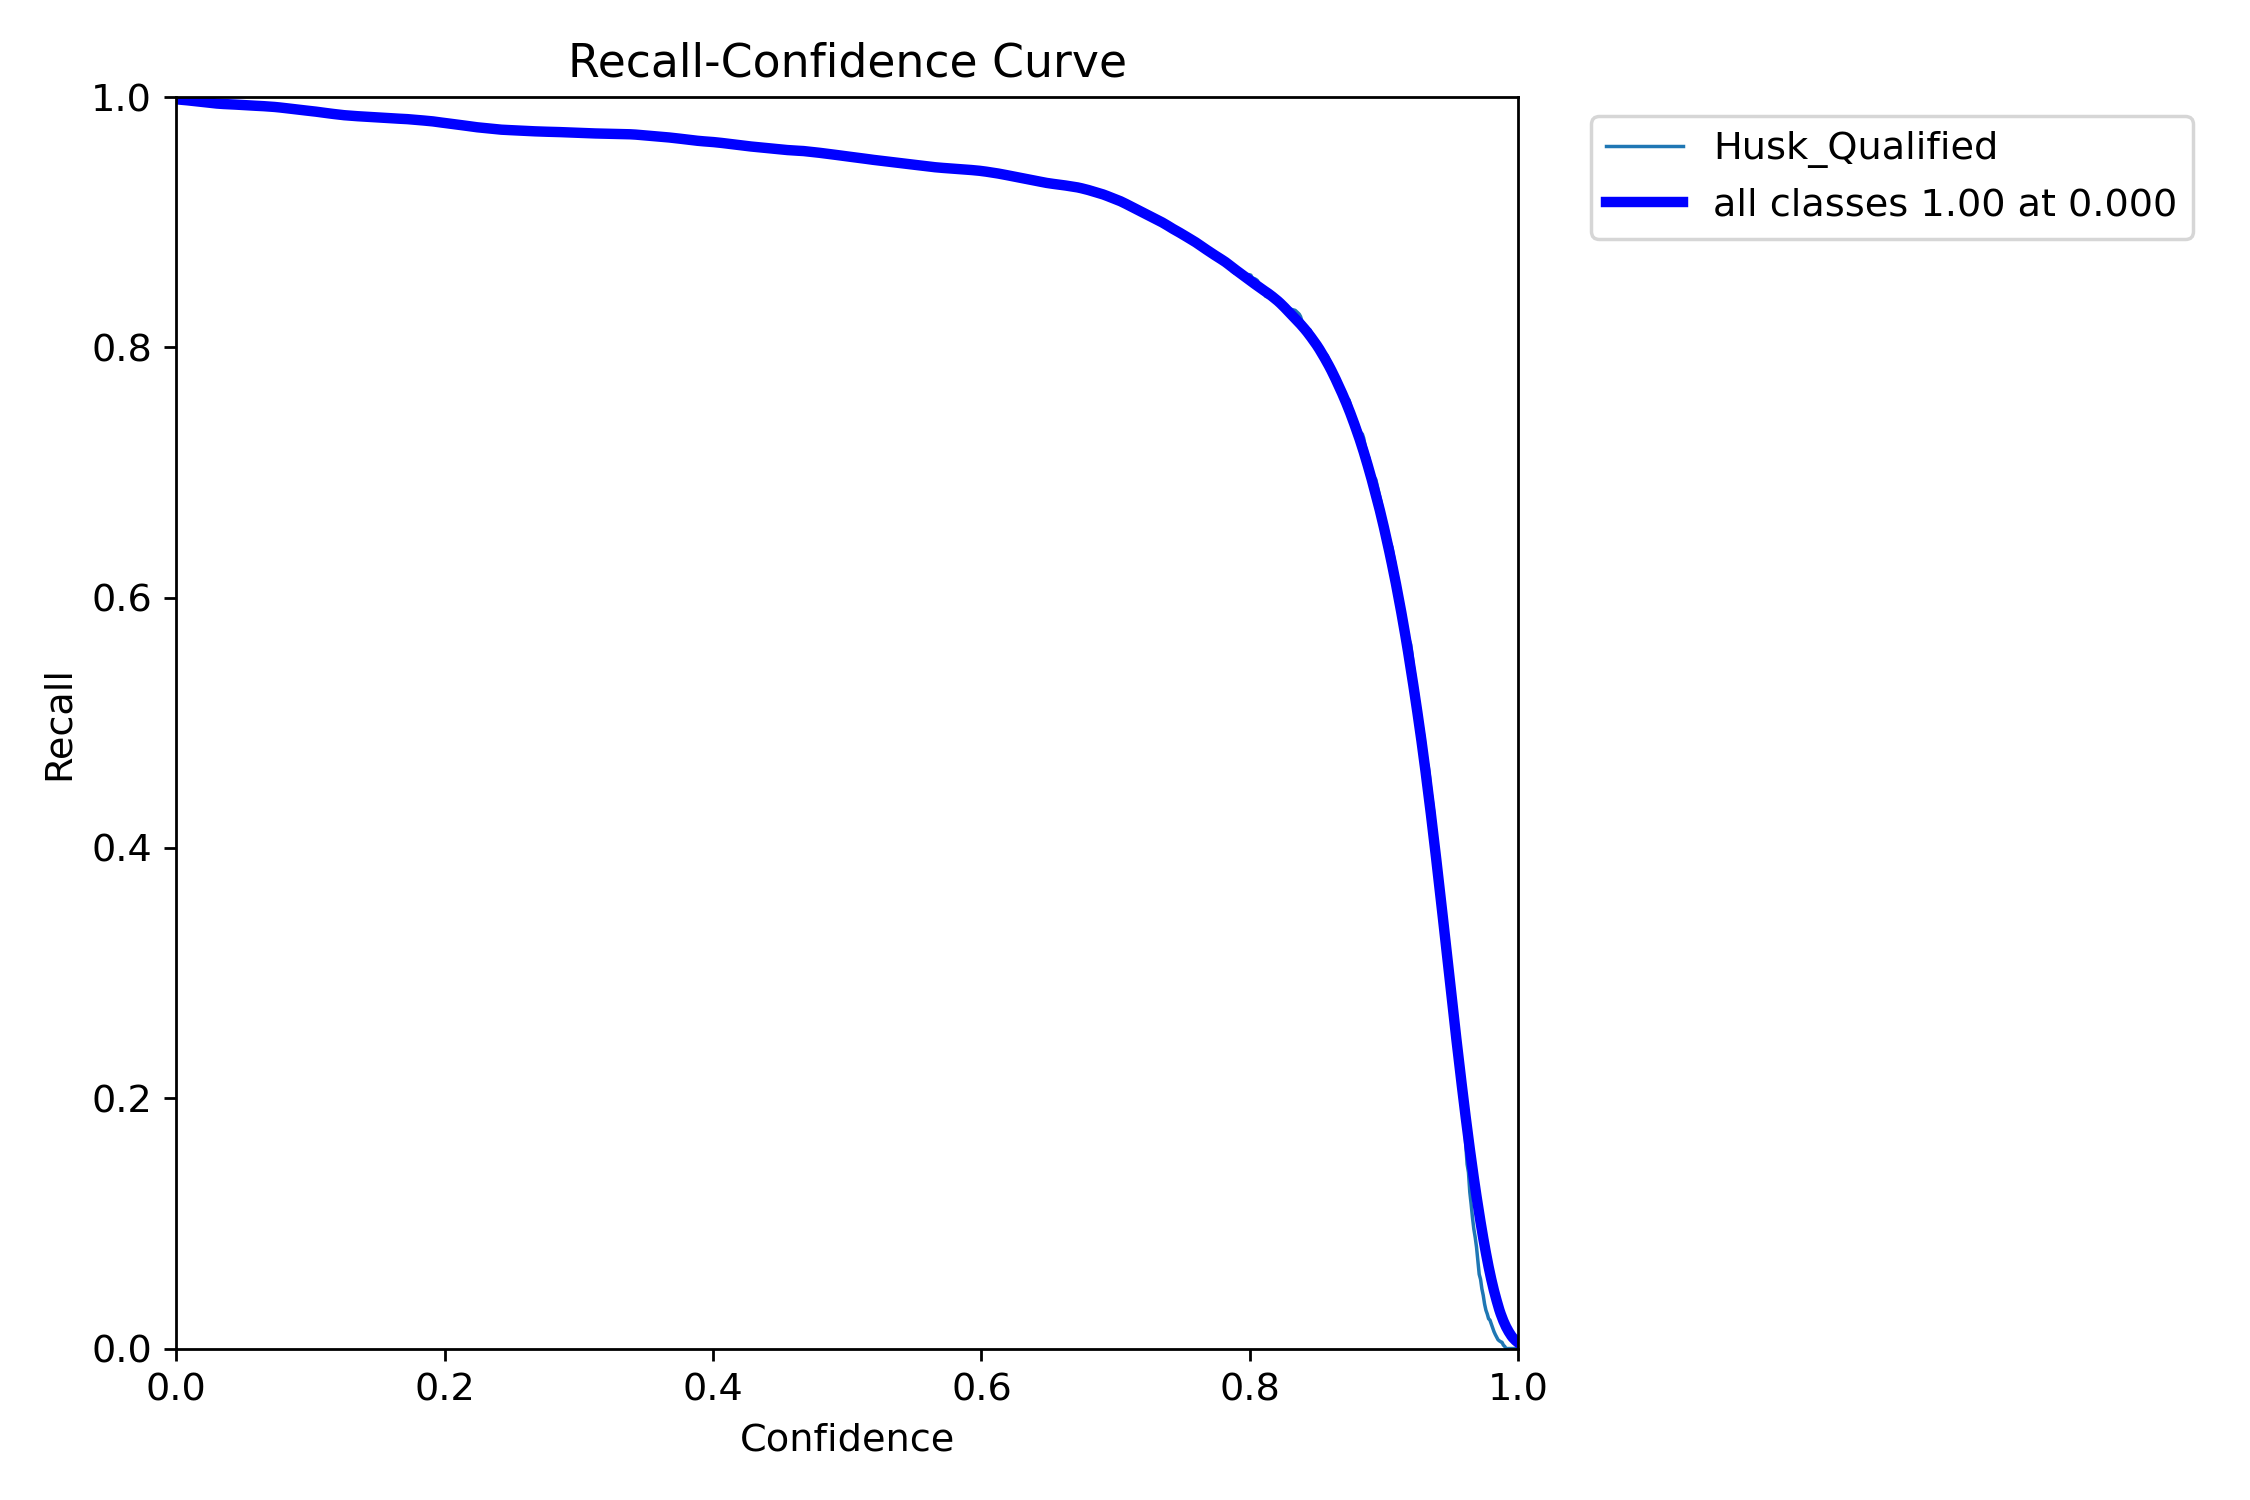 Recall-Confidence Curve
1.0
0.8
0.6
0.4
0.2
0.0
Recall
0.0 0.2 0.4 0.6 0.8 1.0
Confidence
Husk_Qualified
all classes 1.00 at 0.000